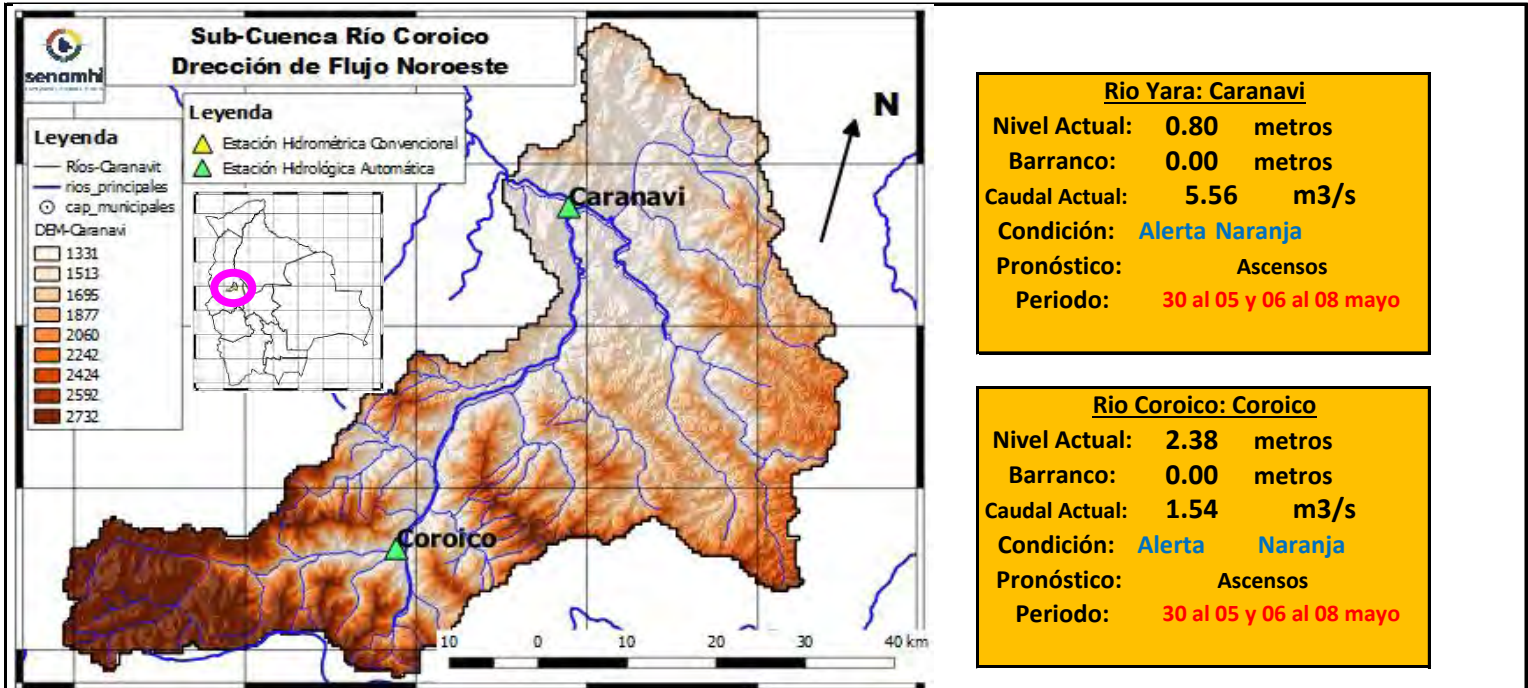 senamhi
Sub-Cuenca Río Coroico
Drección de Flujo Noroeste
Leyenda
Estación Hidrométrica Convencional
Estación Hidrológica Automática
Leyenda
Ríos-Caranavit
rios_principales
cap_municipales
DEM-Caranavi
1331
1513
1695
1877
2060
2242
2424
2592
2732
N
Caranavi
Coroico
10 0 10 20 30 40 km
Rio Yara: Caranavi
Nivel Actual: 0.80 metros
Barranco: 0.00 metros
Caudal Actual: 5.56 m3/s
Condición: Alerta Naranja
Pronóstico: Ascensos
Periodo: 30 al 05 y 06 al 08 mayo
Rio Coroico: Coroico
Nivel Actual: 2.38 metros
Barranco: 0.00 metros
Caudal Actual: 1.54 m3/s
Condición: Alerta Naranja
Pronóstico: Ascensos
Periodo: 30 al 05 y 06 al 08 mayo